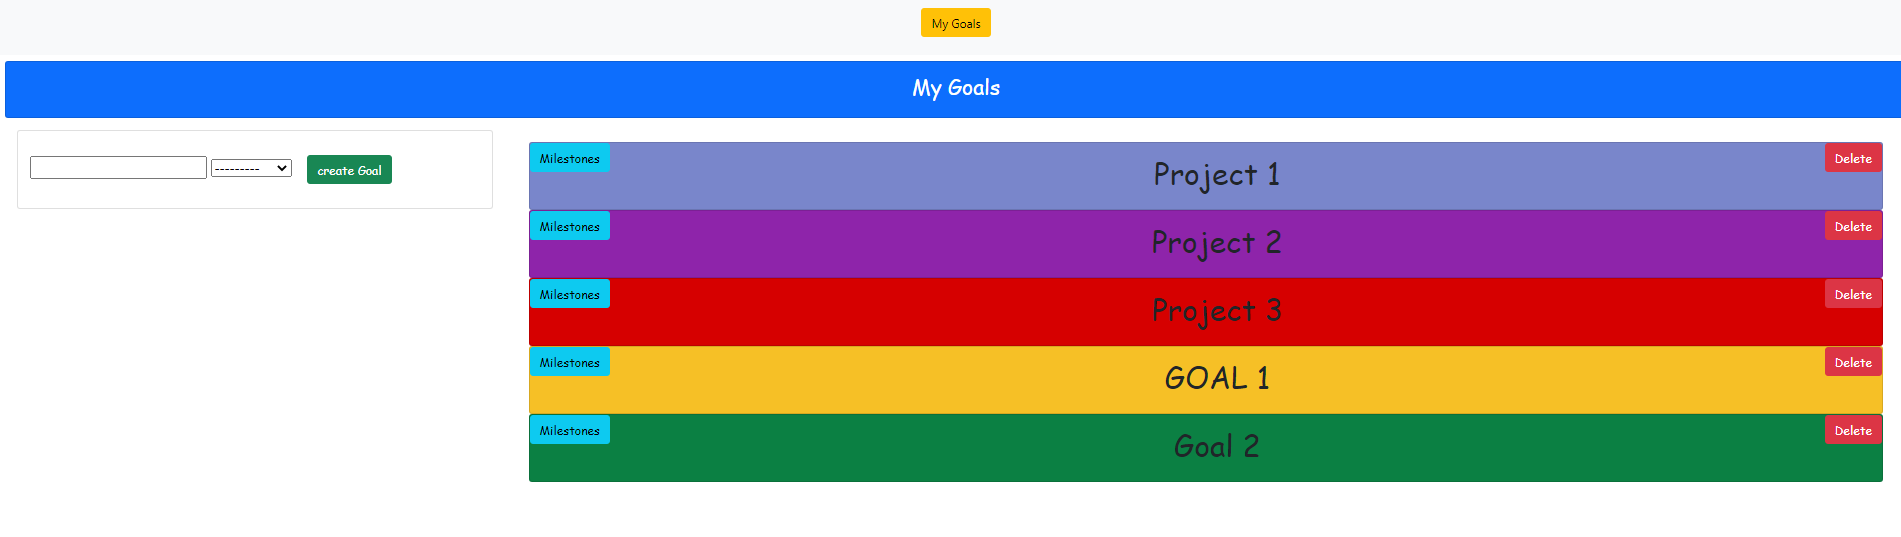 My Goals
My Goals
--------- create Goal
Milestones Project 1 Delete
Milestones Project 2 Delete
Milestones Project 3 Delete
Milestones GOAL 1 Delete
Milestones Goal 2 Delete